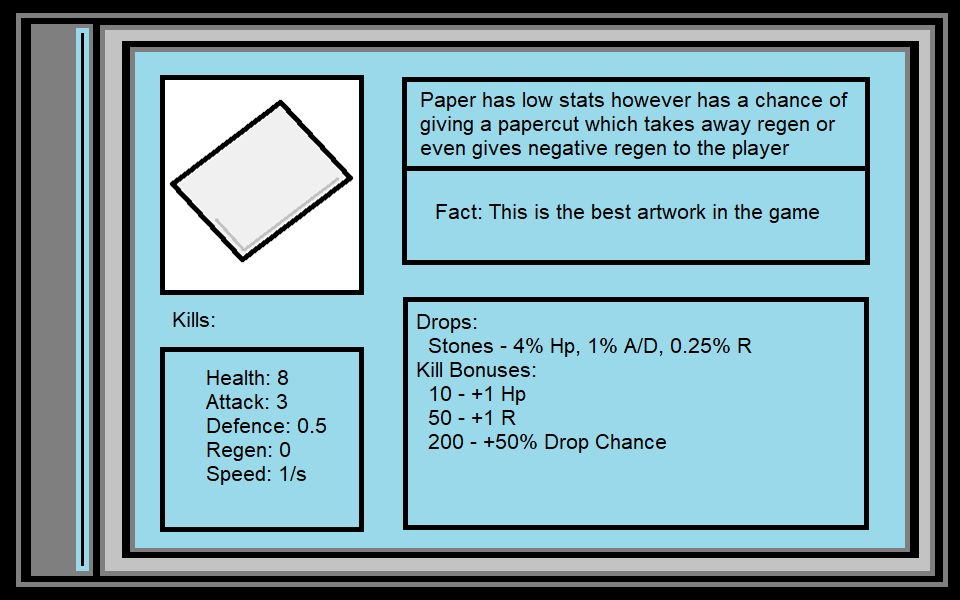 Paper has low stats however has a chance of
giving a papercut which takes away regen or
even gives negative regen to the player
Fact: This is the best artwork in the game
Kills:
Health: 8
Attack: 3
Defence: 0.5
Regen: 0
Speed: 1/s
Drops:
Stones - 4% Hp, 1% A/D, 0.25% R
Kill Bonuses:
10 - +1 Hp
50 - +1 R
200 - +50% Drop Chance